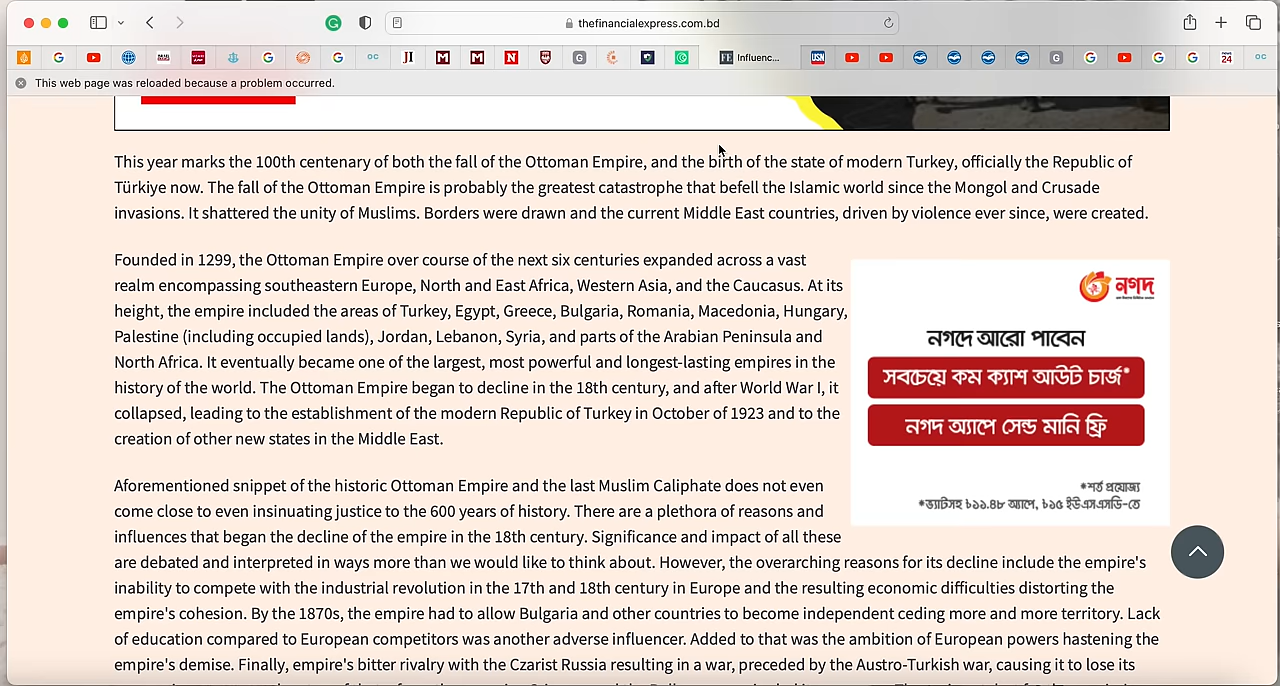 thefinancialexpress.com.bd
Influenc...
This web page was reloaded because a problem occurred.
This year marks the 100th centenary of both the fall of the Ottoman Empire, and the birth of the state of modern Turkey, officially the Republic of
Türkiye now. The fall of the Ottoman Empire is probably the greatest catastrophe that befell the Islamic world since the Mongol and Crusade
invasions. It shattered the unity of Muslims. Borders were drawn and the current Middle East countries, driven by violence ever since, were created.
Founded in 1299, the Ottoman Empire over course of the next six centuries expanded across a vast
realm encompassing southeastern Europe, North and East Africa, Western Asia, and the Caucasus. At its
height, the empire included the areas of Turkey, Egypt, Greece, Bulgaria, Romania, Macedonia, Hungary,
Palestine (including occupied lands), Jordan, Lebanon, Syria, and parts of the Arabian Peninsula and
North Africa. It eventually became one of the largest, most powerful and longest-lasting empires in the
history of the world. The Ottoman Empire began to decline in the 18th century, and after World War I, it
collapsed, leading to the establishment of the modern Republic of Turkey in October of 1923 and to the
creation of other new states in the Middle East.
নগদ
নগদে আরো পাবেন
সবচেয়ে কম ক্যাশ আউট চার্জ*
নগদ অ্যাপে সেন্ড মানি ফ্রি
*শর্ত প্রযোজ্য
*ভ্যাটসহ ৳১১.৪৮ অ্যাপে, ৳১৫ ইউএসএসডি-তে
Aforementioned snippet of the historic Ottoman Empire and the last Muslim Caliphate does not even
come close to even insinuating justice to the 600 years of history. There are a plethora of reasons and
influences that began the decline of the empire in the 18th century. Significance and impact of all these
are debated and interpreted in ways more than we would like to think about. However, the overarching reasons for its decline include the empire's
inability to compete with the industrial revolution in the 17th and 18th century in Europe and the resulting economic difficulties distorting the
empire's cohesion. By the 1870s, the empire had to allow Bulgaria and other countries to become independent ceding more and more territory. Lack
of education compared to European competitors was another adverse influencer. Added to that was the ambition of European powers hastening the
empire's demise. Finally, empire's bitter rivalry with the Czarist Russia resulting in a war, preceded by the Austro-Turkish war, causing it to lose its